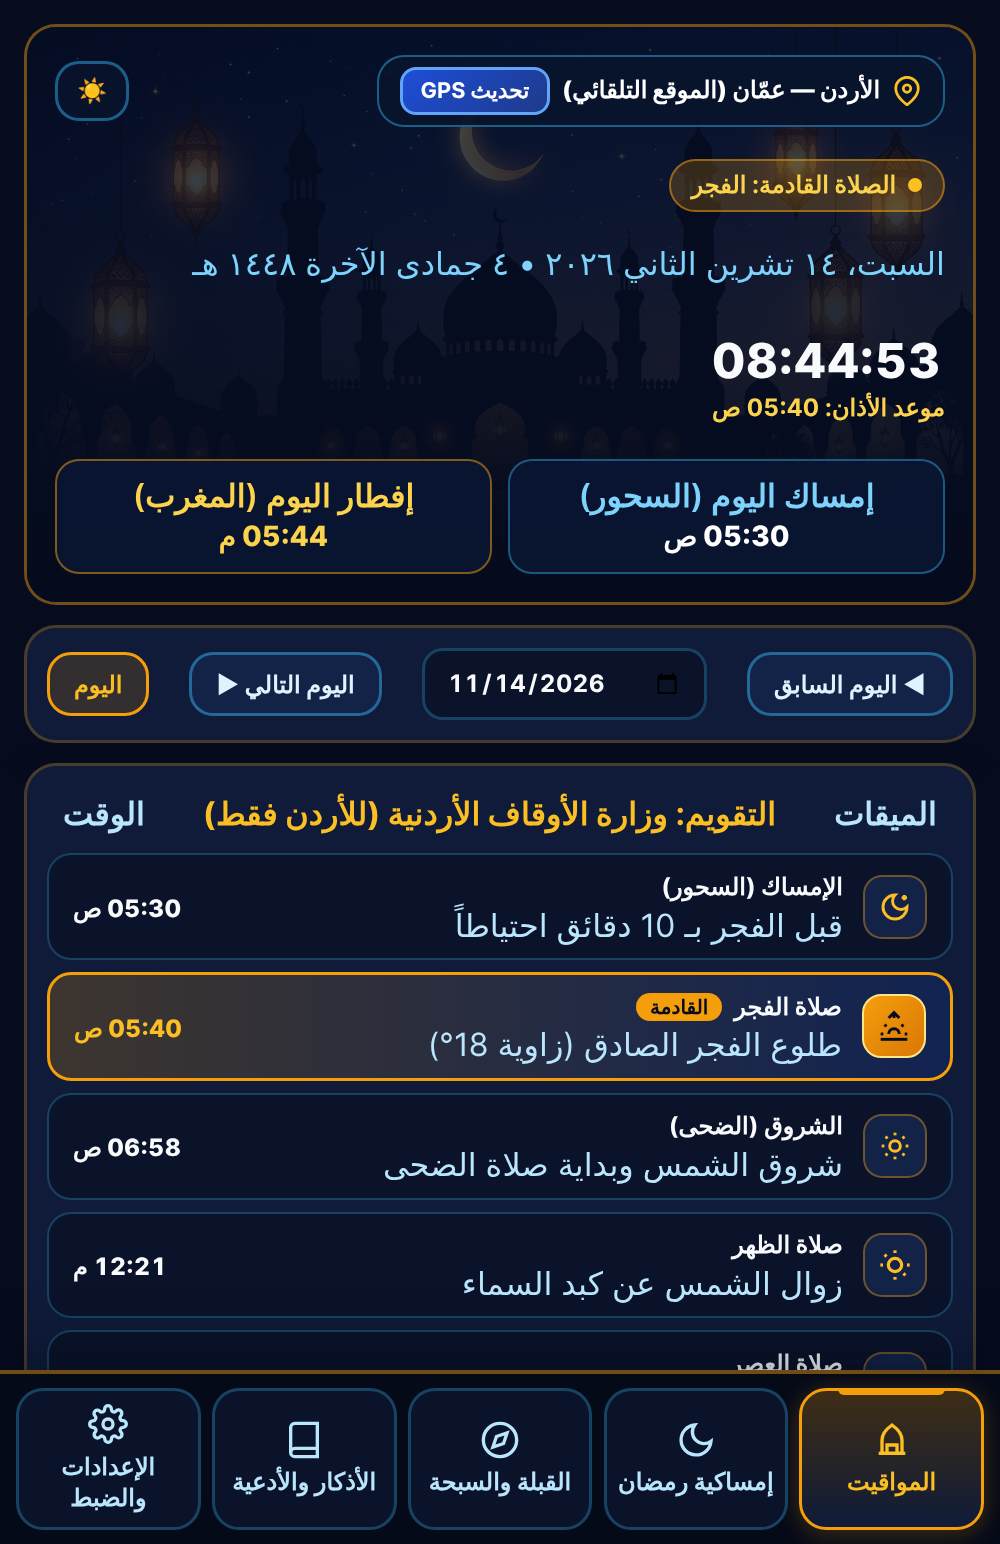 الأردن — عمّان (الموقع التلقائي) تحديث GPS
الصلاة القادمة: الفجر
السبت، ١٤ تشرين الثاني ٢٠٢٦ • ٤ جمادى الآخرة ١٤٤٨ هـ
08:44:53
موعد الأذان: 05:40 ص
إمساك اليوم (السحور)
05:30 ص
إفطار اليوم (المغرب)
05:44 م
◀ اليوم السابق
11/14/2026
اليوم التالي ▶
اليوم
الميقات
التقويم: وزارة الأوقاف الأردنية (للأردن فقط)
الوقت
الإمساك (السحور)
قبل الفجر بـ 10 دقائق احتياطاً
05:30 ص
صلاة الفجر القادمة
طلوع الفجر الصادق (زاوية 18°)
05:40 ص
الشروق (الضحى)
شروق الشمس وبداية صلاة الضحى
06:58 ص
صلاة الظهر
زوال الشمس عن كبد السماء
12:21 م
صلاة العصر
المواقيت
إمساكية رمضان
القبلة والسبحة
الأذكار والأدعية
الإعدادات
والضبط